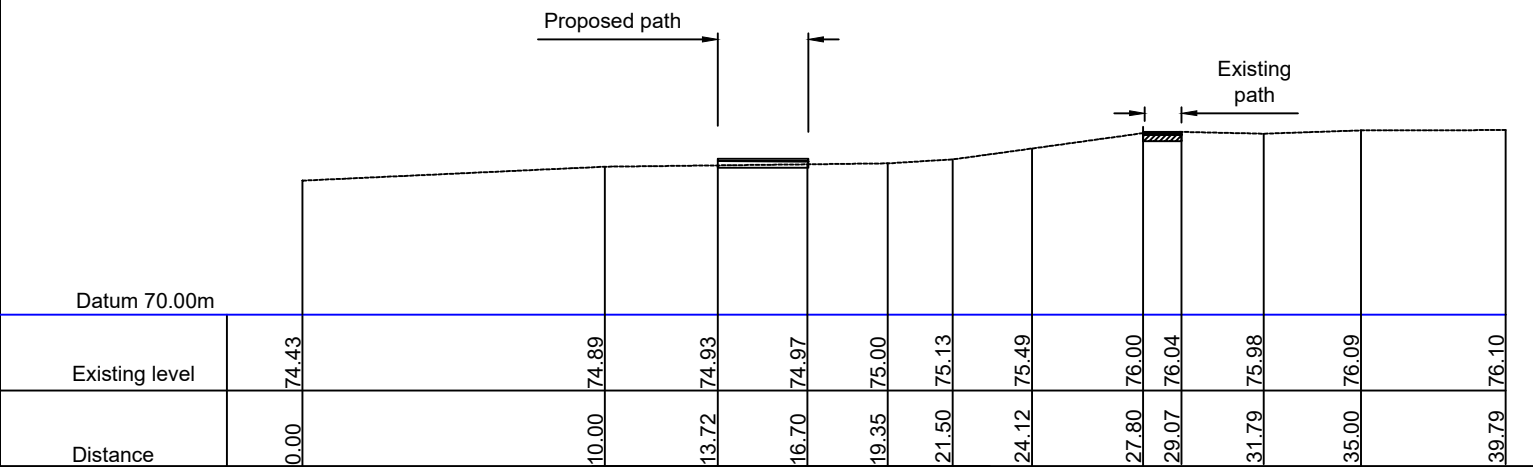 Proposed path
Existing
path
Datum 70.00m
Existing level 74.43 74.89 74.93 74.97 75.00 75.13 75.49 76.00 76.04 75.98 76.09 76.10
Distance 0.00 10.00 13.72 16.70 19.35 21.50 24.12 27.80 29.07 31.79 35.00 39.79